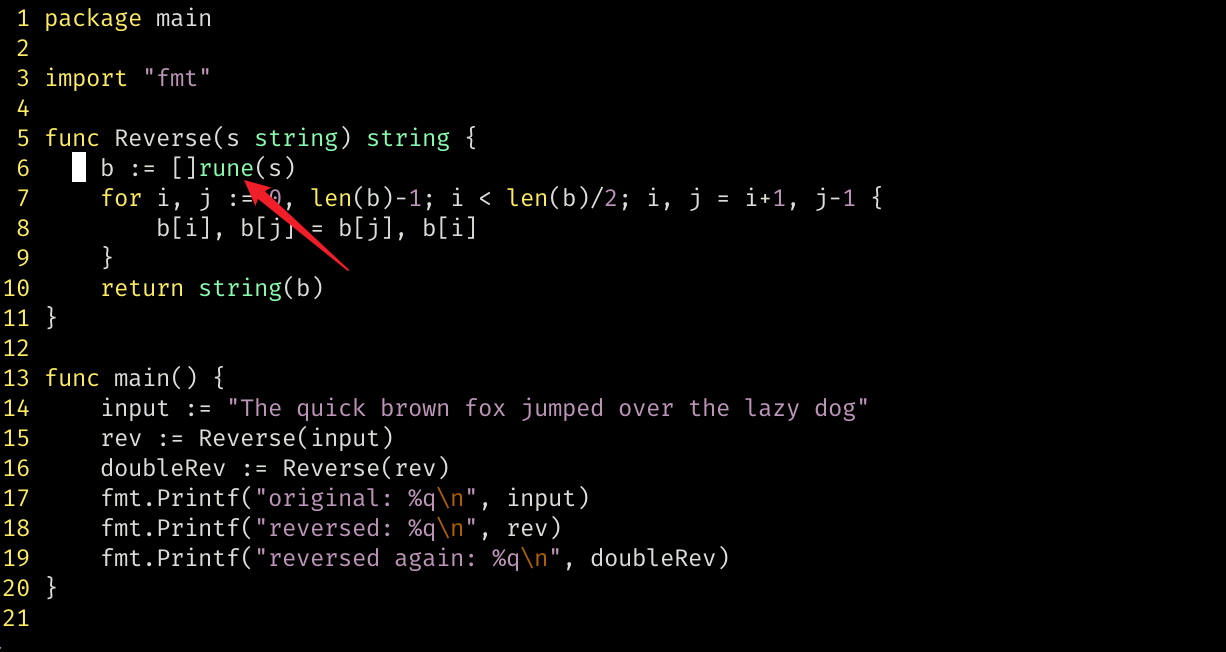 1 package main
2
3 import "fmt"
4
5 func Reverse(s string) string {
6     b := []rune(s)
7     for i, j := 0, len(b)-1; i < len(b)/2; i, j = i+1, j-1 {
8         b[i], b[j] = b[j], b[i]
9     }
10     return string(b)
11 }
12
13 func main() {
14     input := "The quick brown fox jumped over the lazy dog"
15     rev := Reverse(input)
16     doubleRev := Reverse(rev)
17     fmt.Printf("original: %q\n", input)
18     fmt.Printf("reversed: %q\n", rev)
19     fmt.Printf("reversed again: %q\n", doubleRev)
20 }
21